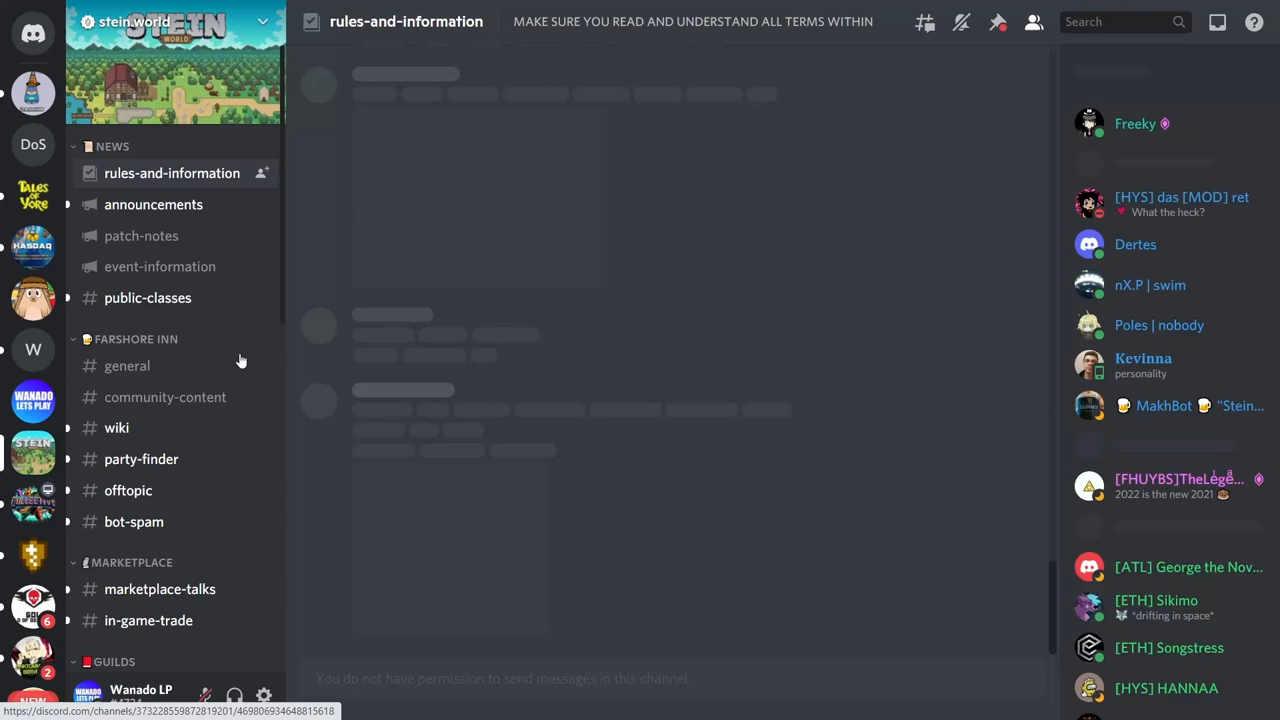 stein.world
STEIN
WORLD
rules-and-information
MAKE SURE YOU READ AND UNDERSTAND ALL TERMS WITHIN
Search
DoS
TALES OF YORE
HASDAQ
W
WANADO
LETS PLAY
STEIN
6
2
NEW
NEWS
rules-and-information
announcements
patch-notes
event-information
public-classes
FARSHORE INN
general
community-content
wiki
party-finder
offtopic
bot-spam
MARKETPLACE
marketplace-talks
in-game-trade
GUILDS
Wanado LP
https://discord.com/channels/373228559872819201/469806934648815618
You do not have permission to send messages in this channel.
Freeky
[HYS] das [MOD] ret
What the heck?
Dertes
nX.P | swim
Poles | nobody
Kevinna
personality
MakhBot 🍺 "Stein...
2022 is the new 2021
[ATL] George the Nov...
[ETH] Sikimo
*drifting in space*
[ETH] Songstress
[HYS] HANNAA